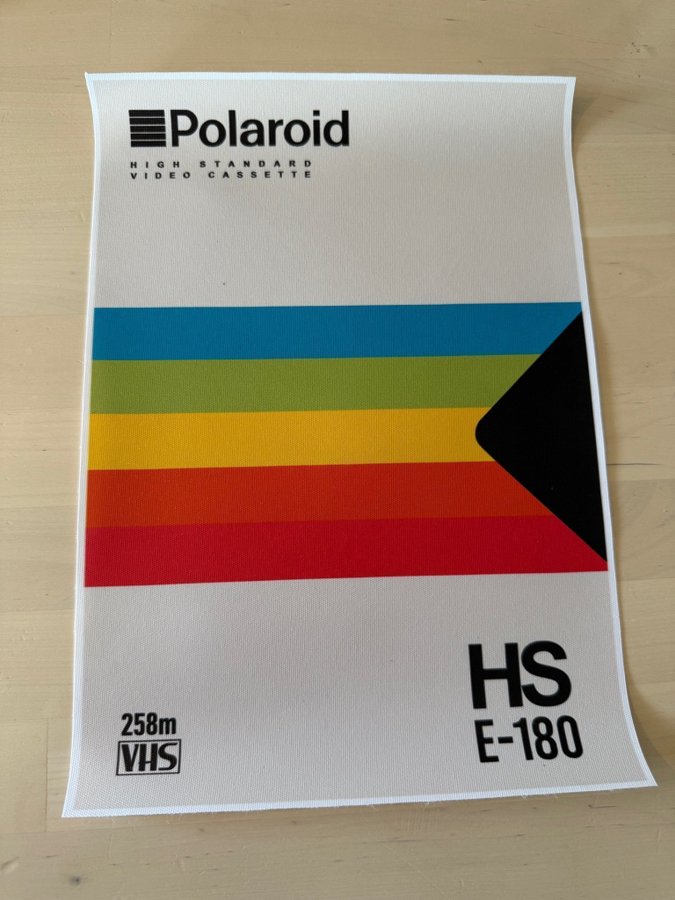 Polaroid
HIGH STANDARD
VIDEO CASSETTE
HS
258m
E-180
VHS